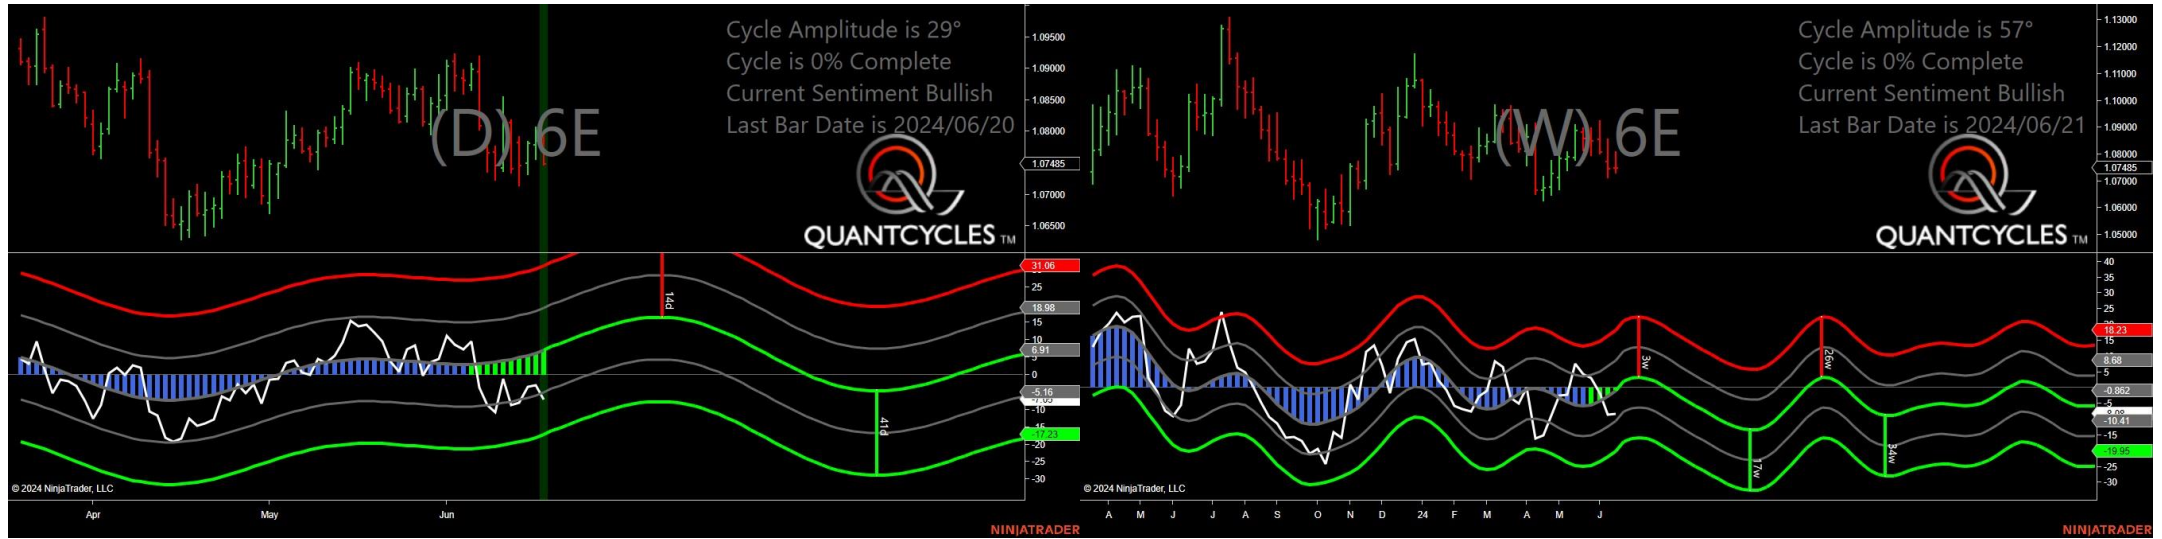 Cycle Amplitude is 29°
Cycle is 0% Complete
Current Sentiment Bullish
Last Bar Date is 2024/06/20
(D) 6E
QUANTCYCLES TM
1.09500
1.09000
1.08500
1.08000
1.07485
1.07000
1.06500
31.06
25
18.98
15
10
6.91
0
-5.16
-10
-17.23
-25
-30
14d
41d
© 2024 NinjaTrader, LLC
Apr May Jun
NINJATRADER
Cycle Amplitude is 57°
Cycle is 0% Complete
Current Sentiment Bullish
Last Bar Date is 2024/06/21
(W) 6E
QUANTCYCLES TM
1.13000
1.12000
1.11000
1.10000
1.09000
1.08000
1.07485
1.07000
1.06000
1.05000
40
35
30
25
18.23
15
8.68
5
-0.862
-5
-10.41
-15
-19.95
-25
-30
3w
17w
26w
34w
© 2024 NinjaTrader, LLC
A M J J A S O N D 24 F M A M J
NINJATRADER